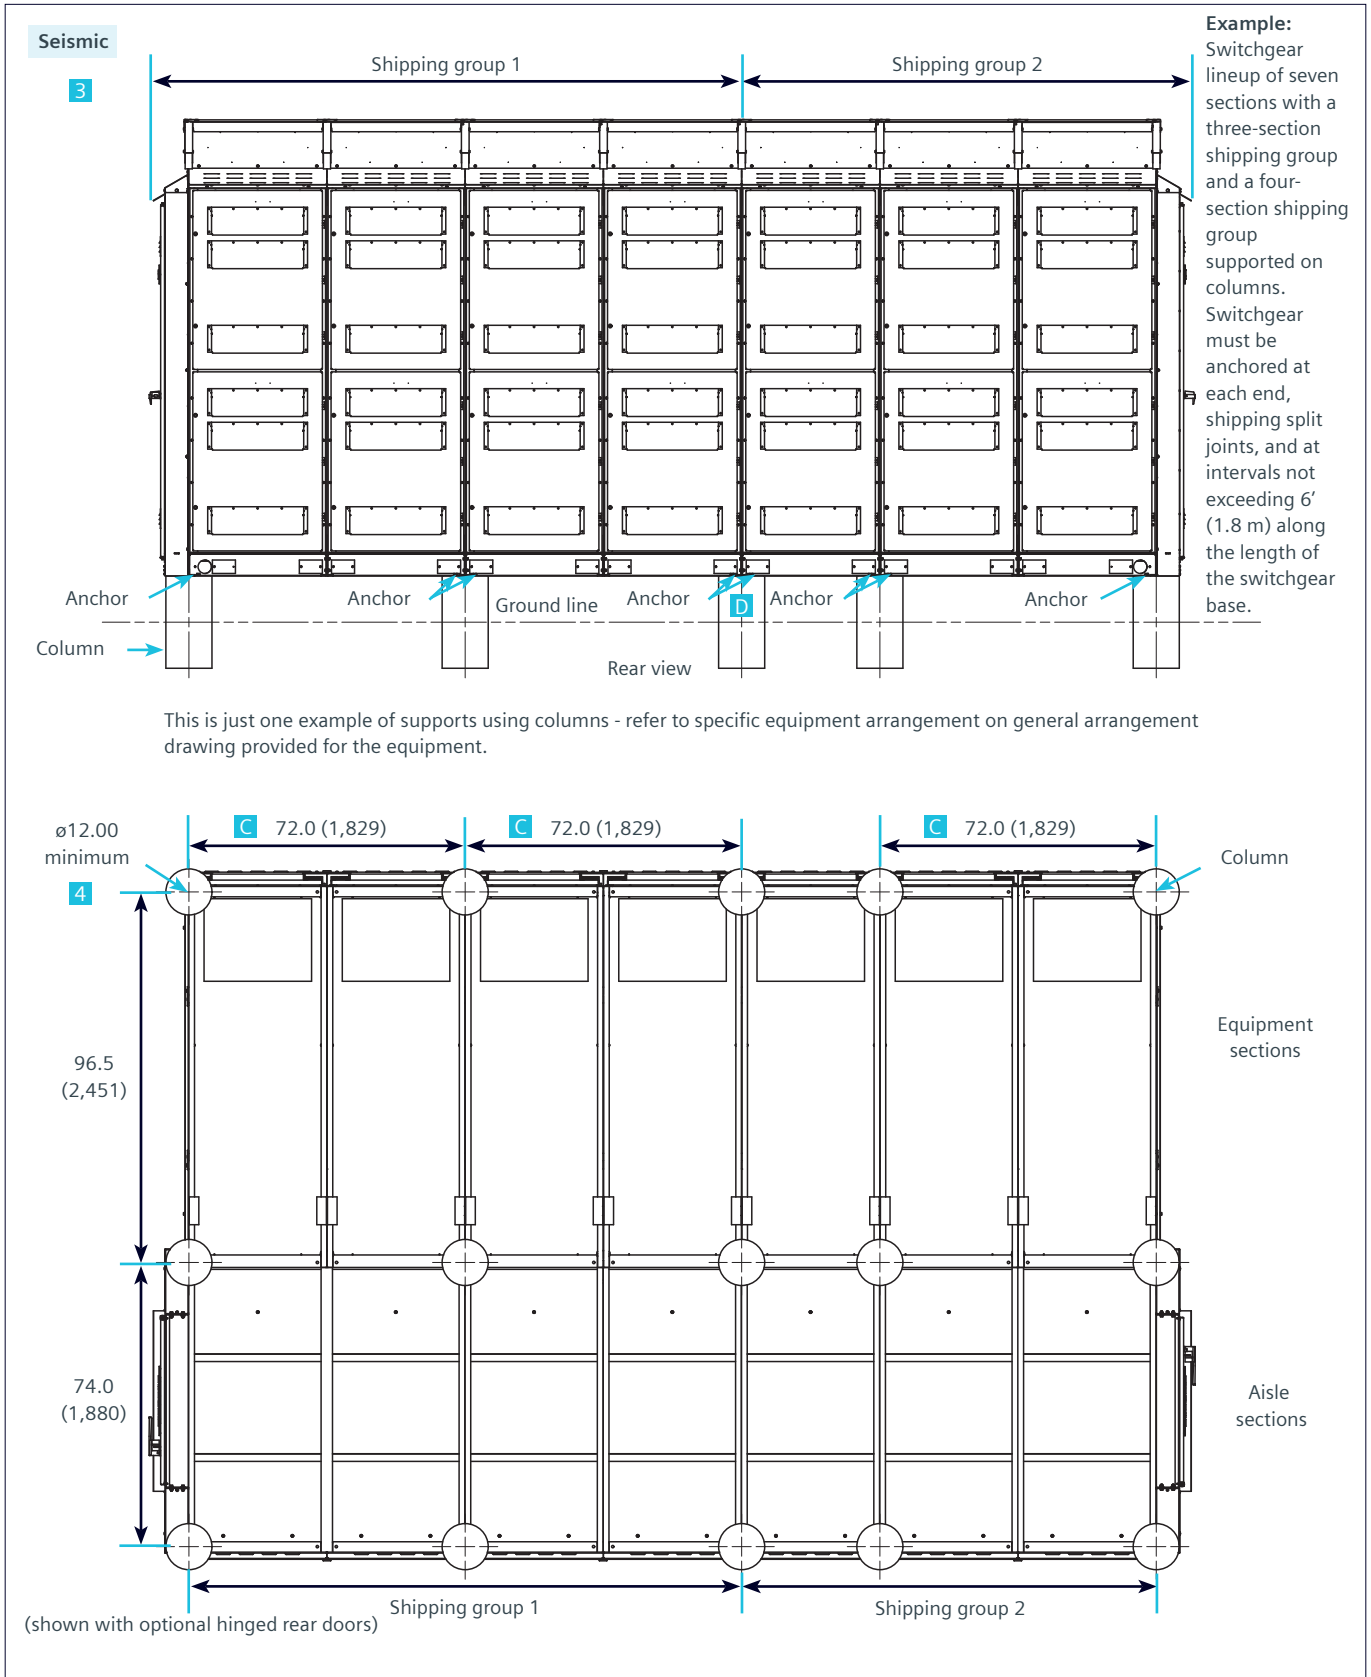 Seismic
3
Shipping group 1
Shipping group 2
Example:
Switchgear
lineup of seven
sections with a
three-section
shipping group
and a four-
section shipping
group
supported on
columns.
Switchgear
must be
anchored at
each end,
shipping split
joints, and at
intervals not
exceeding 6‘
(1.8 m) along
the length of
the switchgear
base.
Anchor
Anchor
Ground line
Anchor
D
Anchor
Anchor
Column
Rear view
This is just one example of supports using columns - refer to specific equipment arrangement on general arrangement
drawing provided for the equipment.
ø12.00
minimum
4
C 72.0 (1,829)
C 72.0 (1,829)
C 72.0 (1,829)
Column
96.5
(2,451)
Equipment
sections
74.0
(1,880)
Aisle
sections
Shipping group 1
Shipping group 2
(shown with optional hinged rear doors)